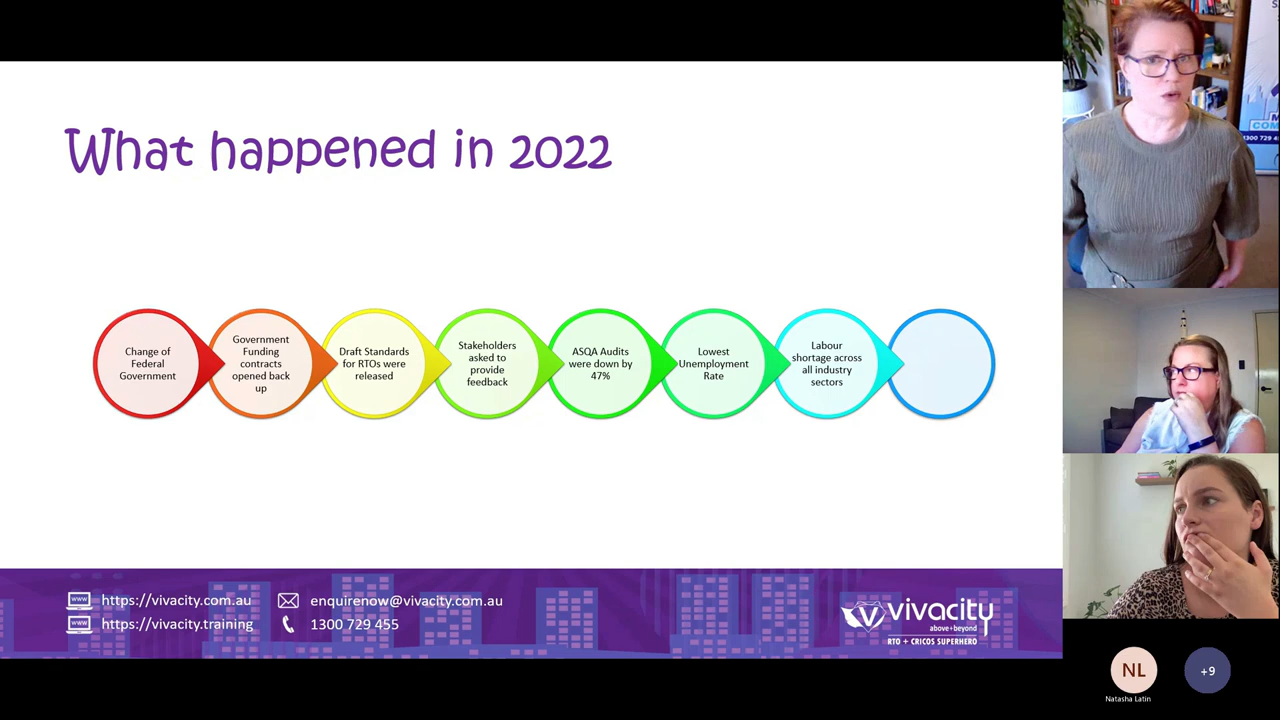 What happened in 2022
Change of
Federal
Government
Government
Funding
contracts
opened back
up
Draft Standards
for RTOs were
released
Stakeholders
asked to
provide
feedback
ASQA Audits
were down by
47%
Lowest
Unemployment
Rate
Labour
shortage across
all industry
sectors
www https://vivacity.com.au
enquirenow@vivacity.com.au
www https://vivacity.training
1300 729 455
vivacity
above+beyond
RTO + CRICOS SUPERHERO
NL
+9
Natasha Latin